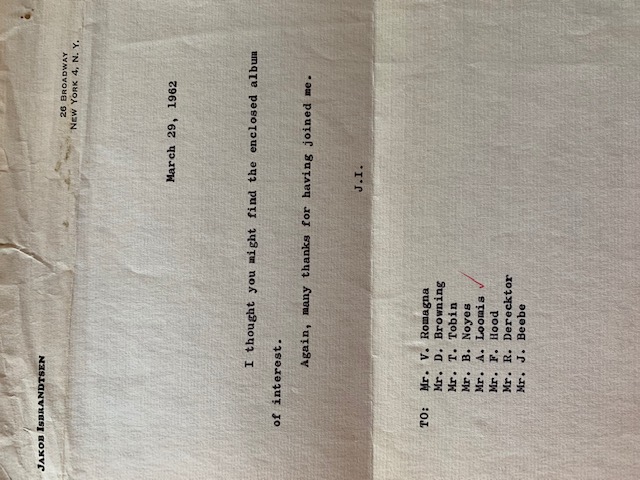 JAKOB ISBRANDTSEN
26 BROADWAY
NEW YORK 4, N. Y.
March 29, 1962
I thought you might find the enclosed album
of interest.
Again, many thanks for having joined me.
J.I.
TO: Mr. V. Romagna
Mr. D. Browning
Mr. T. Tobin
Mr. B. Noyes
Mr. A. Loomis
Mr. F. Hood
Mr. R. Derecktor
Mr. J. Beebe